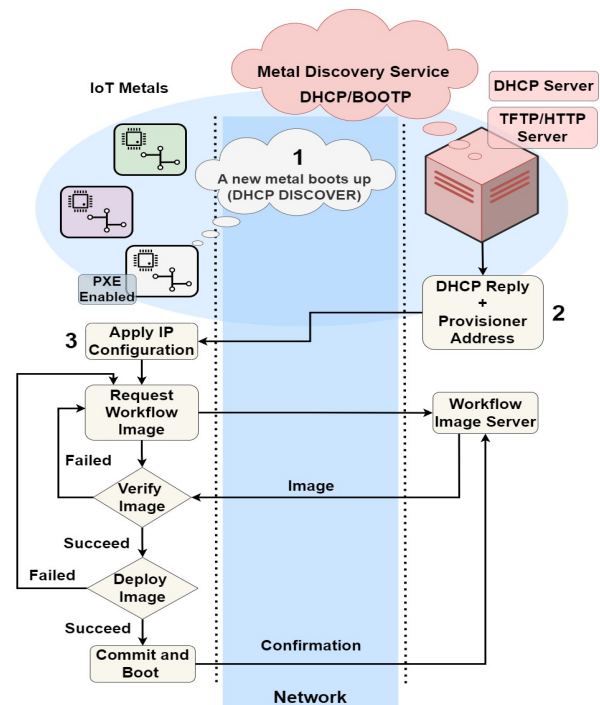 Metal Discovery Service
DHCP/BOOTP
IoT Metals
DHCP Server
TFTP/HTTP
Server
1
A new metal boots up
(DHCP DISCOVER)
PXE
Enabled
DHCP Reply
+
Provisioner
Address
2
3
Apply IP
Configuration
Request
Workflow
Image
Workflow
Image Server
Failed
Image
Verify
Image
Succeed
Failed
Deploy
Image
Succeed
Confirmation
Commit and
Boot
Network